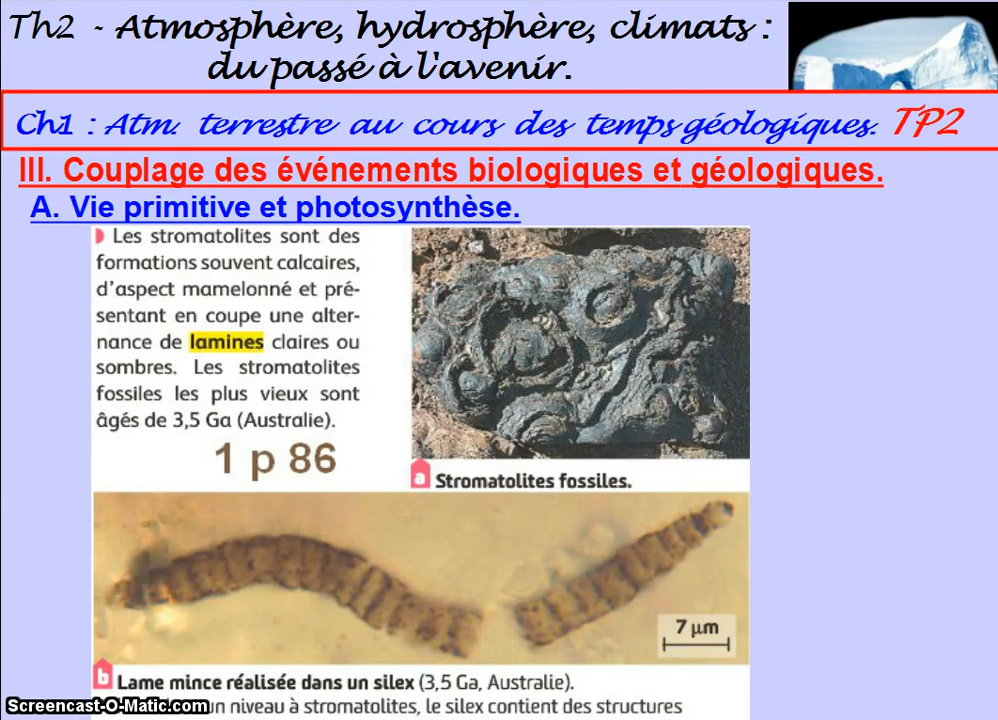 Th2 - Atmosphère, hydrosphère, climats :
du passé à l'avenir.
Ch1 : Atm. terrestre au cours des temps géologiques. TP2
III. Couplage des événements biologiques et géologiques.
A. Vie primitive et photosynthèse.
Les stromatolites sont des
formations souvent calcaires,
d'aspect mamelonné et pré-
sentant en coupe une alter-
nance de lamines claires ou
sombres. Les stromatolites
fossiles les plus vieux sont
âgés de 3,5 Ga (Australie).
1 p 86
a Stromatolites fossiles.
7 µm
b Lame mince réalisée dans un silex (3,5 Ga, Australie).
Screencast-O-Matic.com un niveau à stromatolites, le silex contient des structures